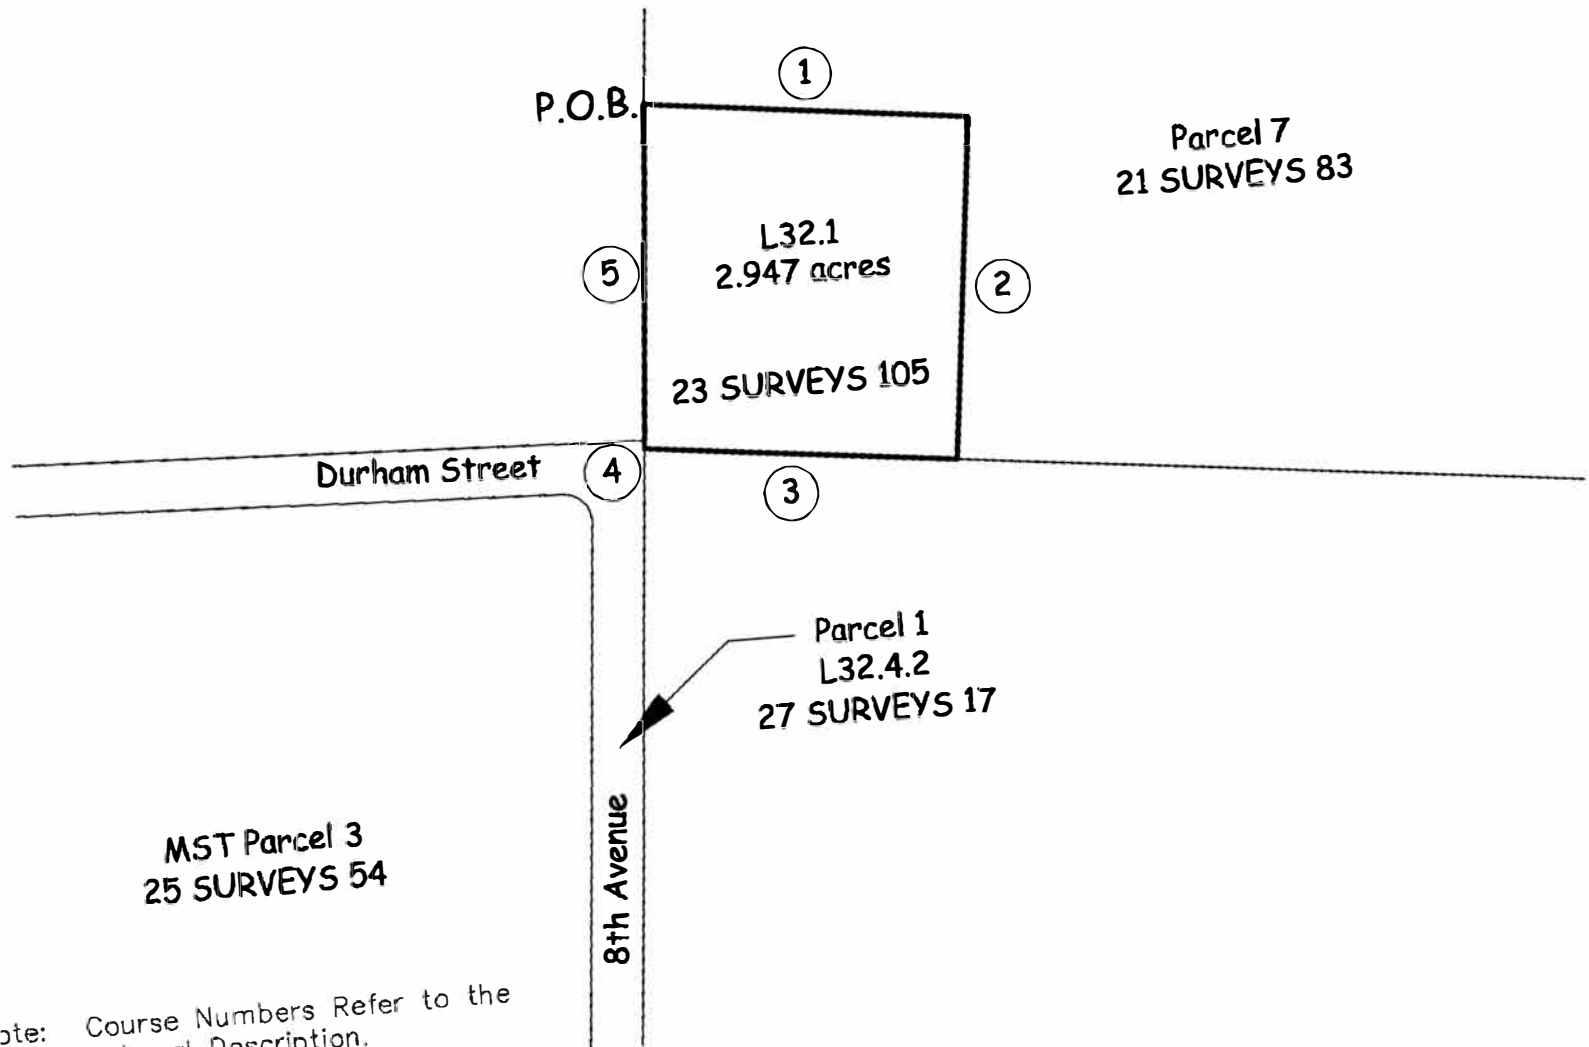 1
P.O.B.
Parcel 7
21 SURVEYS 83
L32.1
2.947 acres
5
2
23 SURVEYS 105
Durham Street
4
3
Parcel 1
L32.4.2
27 SURVEYS 17
8th Avenue
MST Parcel 3
25 SURVEYS 54
Course Numbers Refer to the
Description.